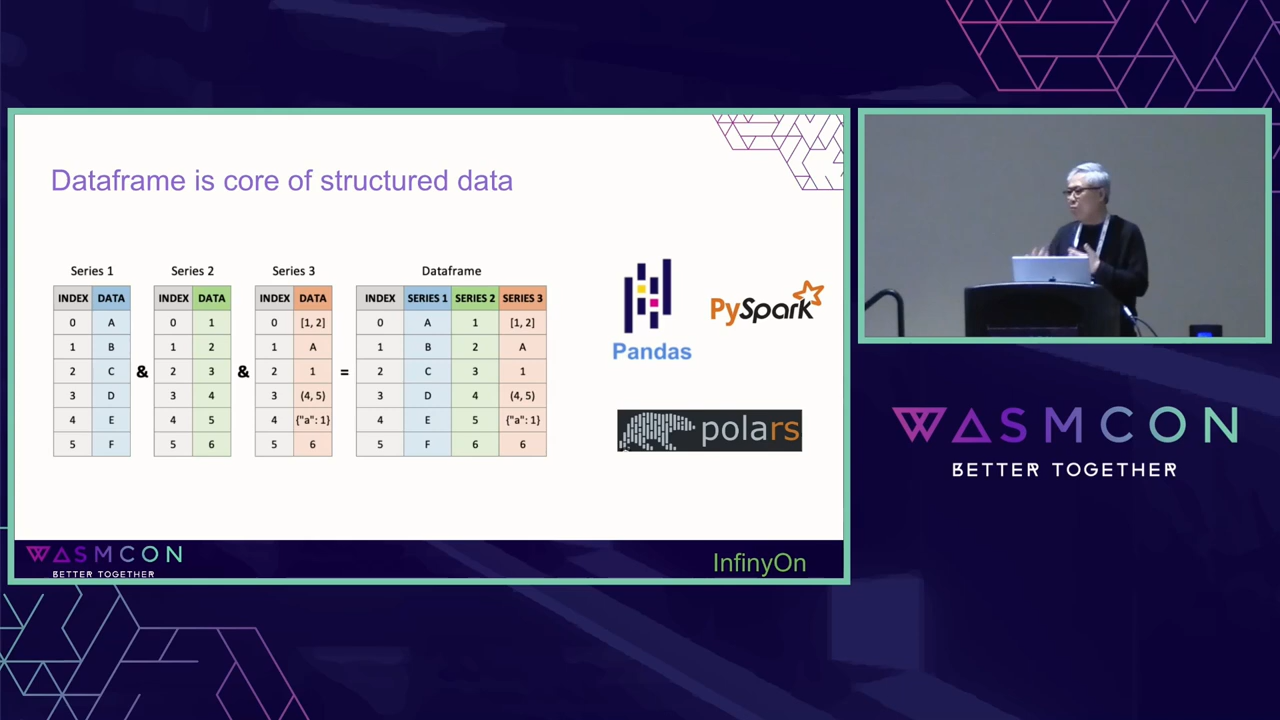 Dataframe is core of structured data
Series 1 Series 2 Series 3 Dataframe
INDEX DATA INDEX DATA INDEX DATA INDEX SERIES 1 SERIES 2 SERIES 3
0 A 0 1 0 [1, 2] 0 A 1 [1, 2]
1 B 1 2 1 A 1 B 2 A
2 C & 2 3 & 2 1 = 2 C 3 1
3 D 3 4 3 (4, 5) 3 D 4 (4, 5)
4 E 4 5 4 {"a": 1} 4 E 5 {"a": 1}
5 F 5 6 5 6 5 F 6 6
Pandas
PySpark
polars
WASMCON
BETTER TOGETHER
InfinyOn
WASMCON
BETTER TOGETHER